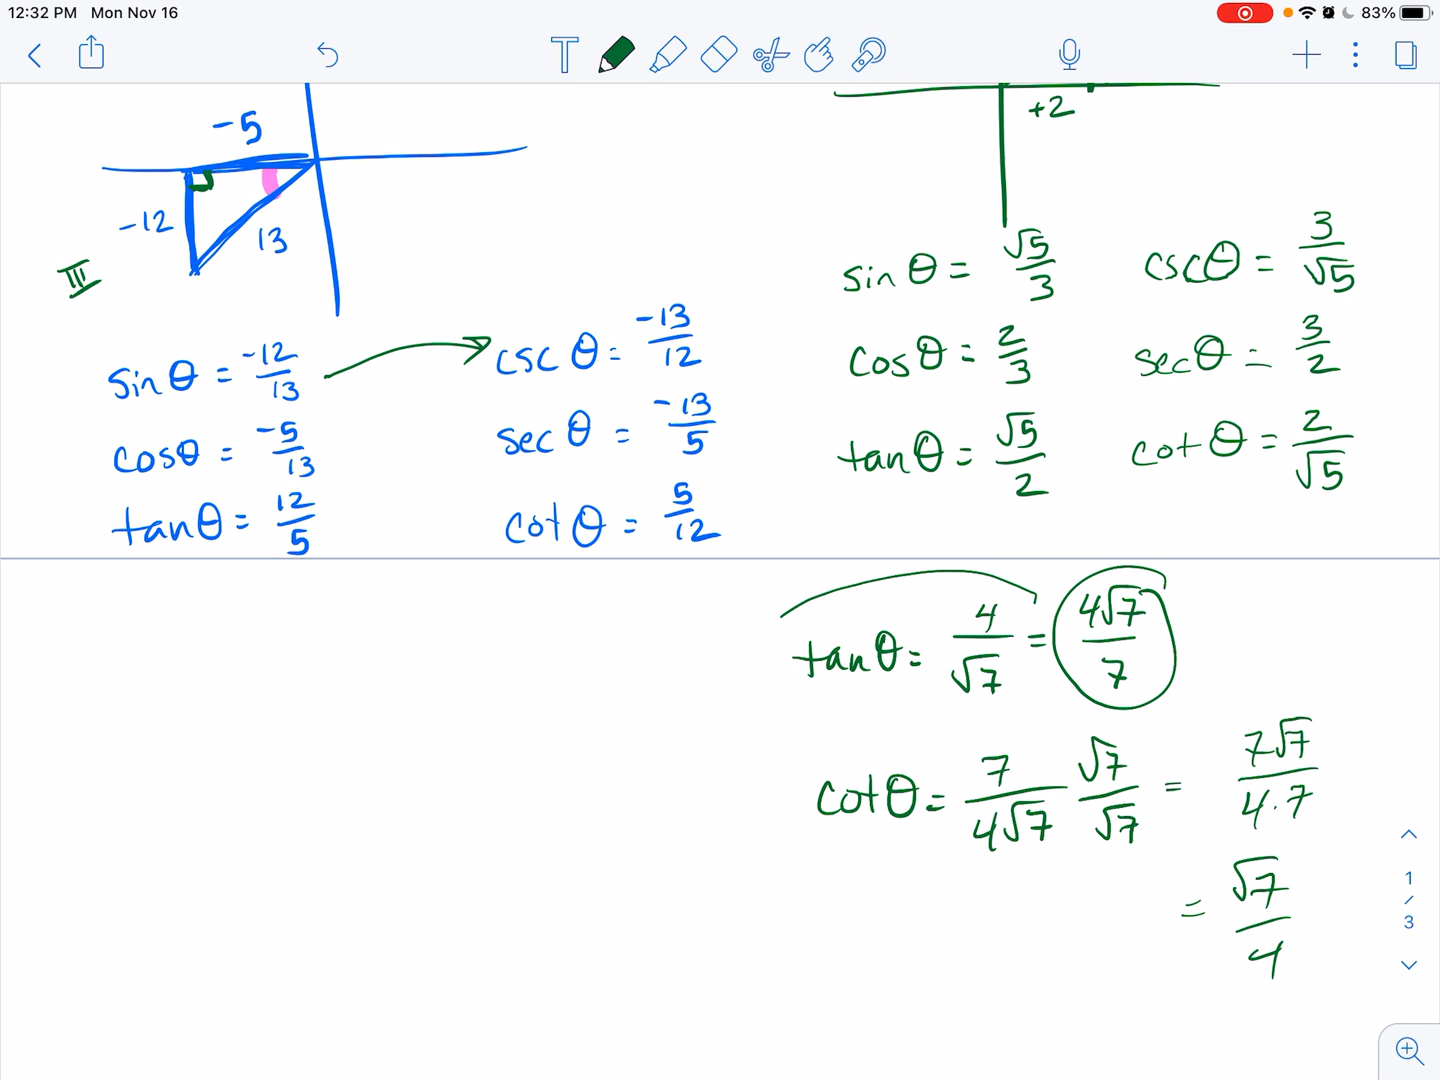 12:32 PM Mon Nov 16
83%
T
-5
-12
13
III
sin θ = -12/13
cos θ = -5/13
tan θ = 12/5
csc θ = -13/12
sec θ = -13/5
cot θ = 5/12
+2
sin θ = √5/3
cos θ = 2/3
tan θ = √5/2
csc θ = 3/√5
sec θ = 3/2
cot θ = 2/√5
tan θ = 4/√7 = 4√7/7
cot θ = 7/4√7 √7/√7 = 7√7/4·7
= √7/4
1
/
3